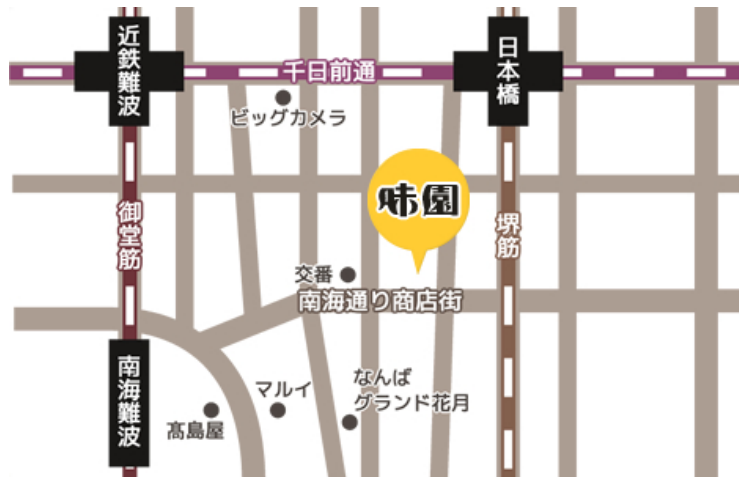 近鉄難波
日本橋
千日前通
ビッグカメラ
味園
御堂筋
堺筋
交番
南海通り商店街
南海難波
マルイ
なんば
グランド花月
髙島屋